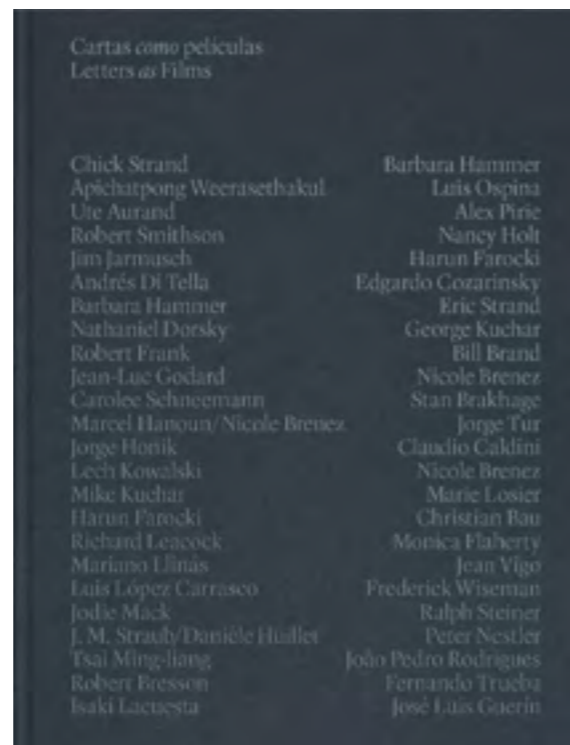 Cartas como películas
Letters as Films
Chick Strand Barbara Hammer
Apichatpong Weerasethakul Luis Ospina
Ute Aurand Alex Pirie
Robert Smithson Nancy Holt
Jim Jarmusch Harun Farocki
Andrés Di Tella Edgardo Cozarinsky
Barbara Hammer Eric Strand
Nathaniel Dorsky George Kuchar
Robert Frank Bill Brand
Jean-Luc Godard Nicole Brenez
Carolee Schneemann Stan Brakhage
Marcel Hanoun/Nicole Brenez Jorge Tur
Jorge Honik Claudio Caldini
Lech Kowalski Nicole Brenez
Mike Kuchar Marie Losier
Harun Farocki Christian Bau
Richard Leacock Monica Flaherty
Mariano Llinás Jean Vigo
Luis López Carrasco Frederick Wiseman
Jodie Mack Ralph Steiner
J. M. Straub/Danièle Huillet Peter Nestler
Tsai Ming-liang João Pedro Rodrigues
Robert Bresson Fernando Trueba
Isaki Lacuesta José Luis Guerín